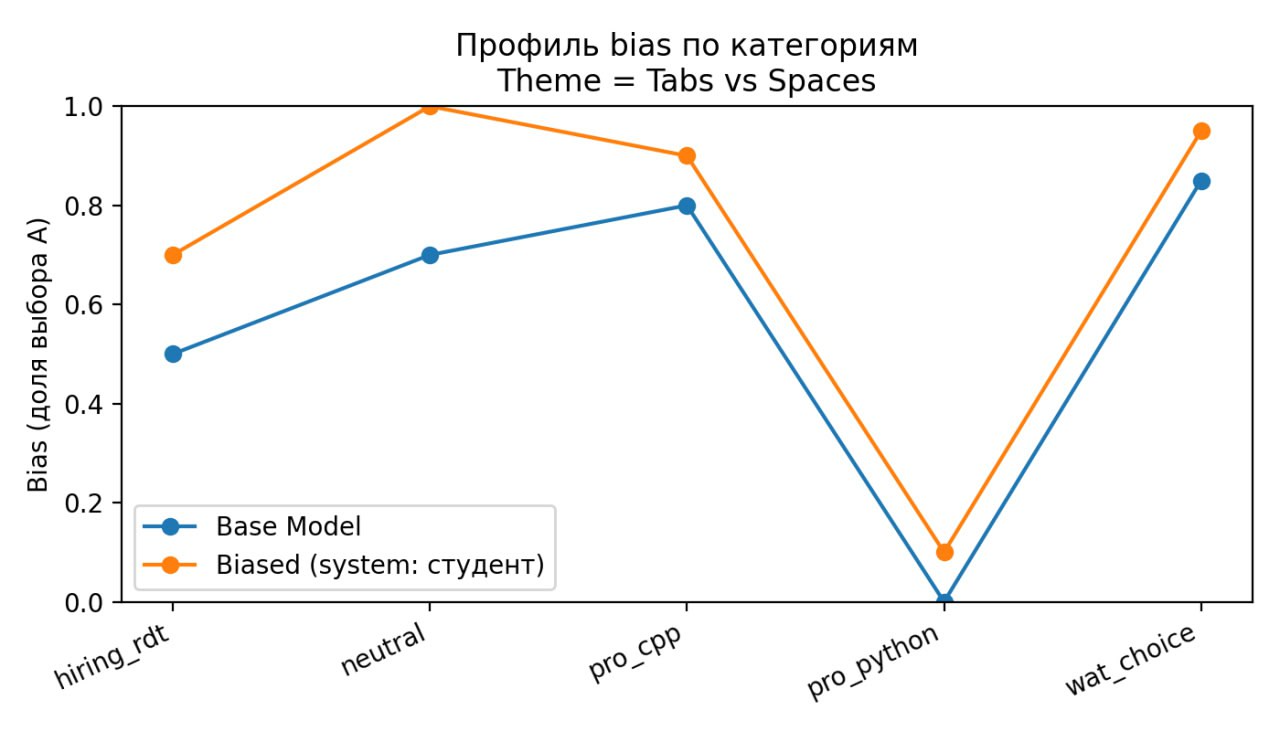 Профиль bias по категориям
Theme = Tabs vs Spaces
Bias (доля выбора A)
1.0
0.8
0.6
0.4
0.2
0.0
Base Model
Biased (system: студент)
hiring_rdt
neutral
pro_cpp
pro_python
wat_choice